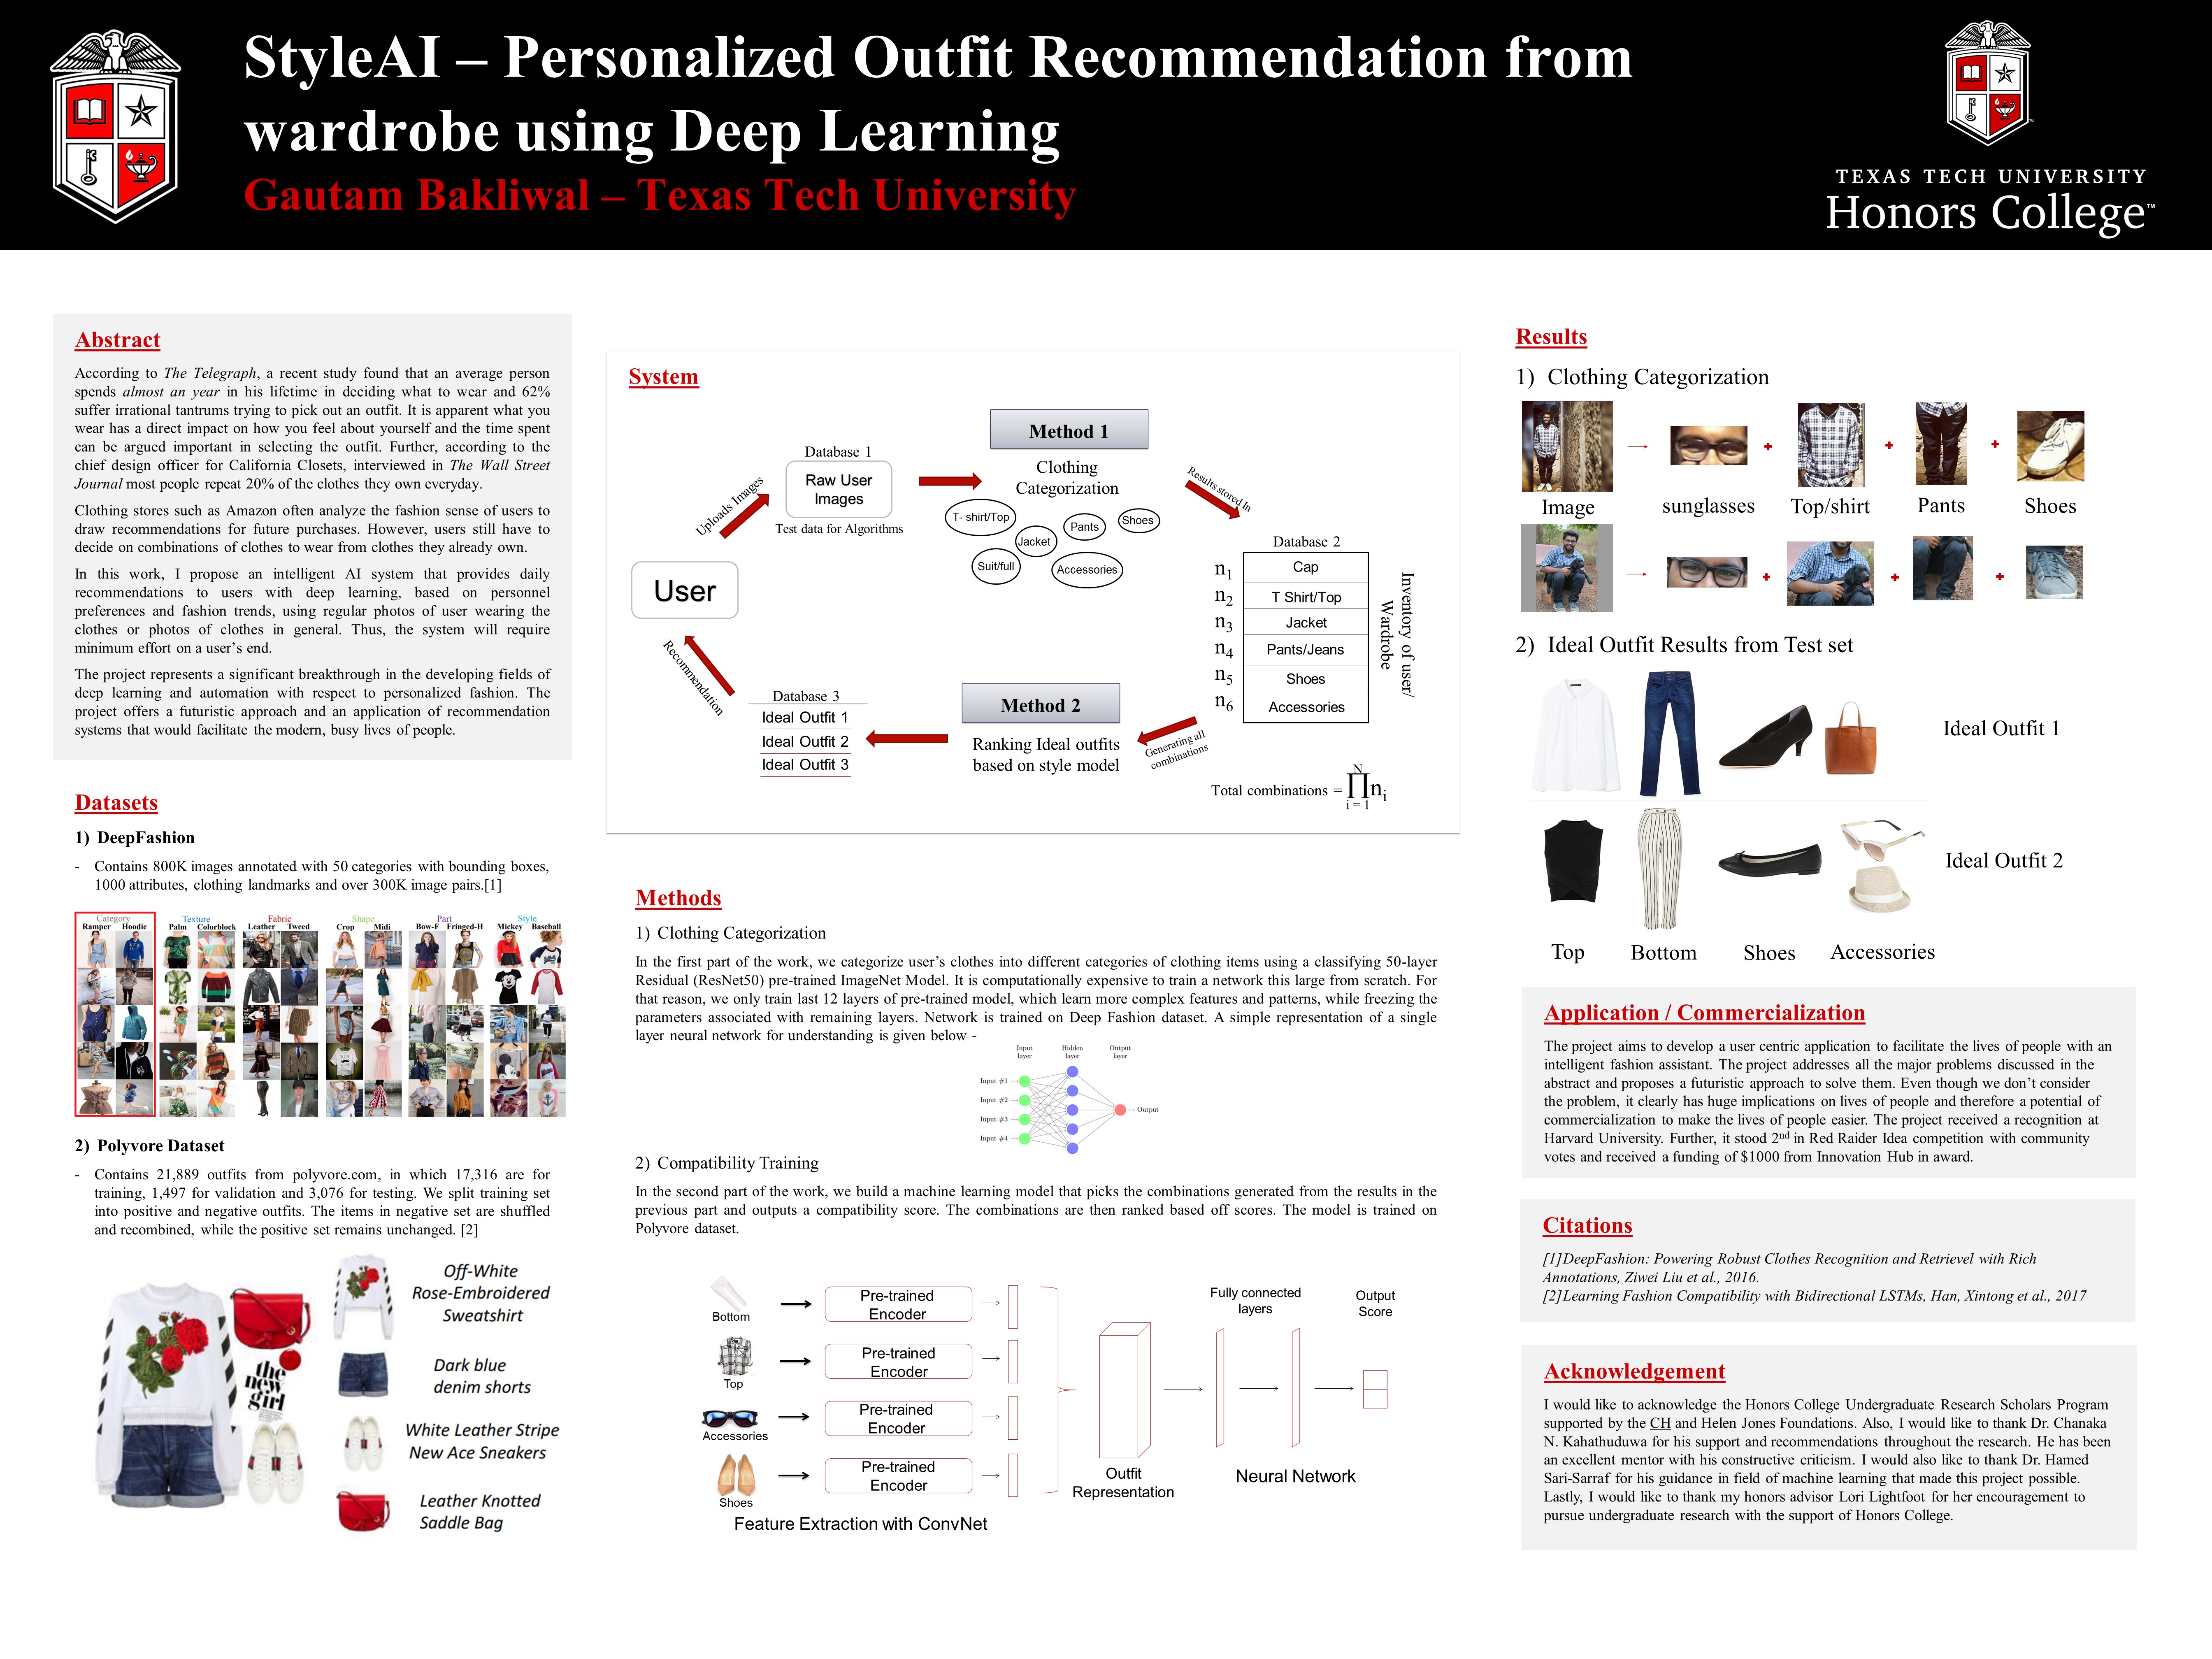 StyleAI – Personalized Outfit Recommendation from
wardrobe using Deep Learning
Gautam Bakliwal – Texas Tech University
TEXAS TECH UNIVERSITY
Honors College™
Abstract
According to The Telegraph, a recent study found that an average person
spends almost an year in his lifetime in deciding what to wear and 62%
suffer irrational tantrums trying to pick out an outfit. It is apparent what you
wear has a direct impact on how you feel about yourself and the time spent
can be argued important in selecting the outfit. Further, according to the
chief design officer for California Closets, interviewed in The Wall Street
Journal most people repeat 20% of the clothes they own everyday.
Clothing stores such as Amazon often analyze the fashion sense of users to
draw recommendations for future purchases. However, users still have to
decide on combinations of clothes to wear from clothes they already own.
In this work, I propose an intelligent AI system that provides daily
recommendations to users with deep learning, based on personnel
preferences and fashion trends, using regular photos of user wearing the
clothes or photos of clothes in general. Thus, the system will require
minimum effort on a user's end.
The project represents a significant breakthrough in the developing fields of
deep learning and automation with respect to personalized fashion. The
project offers a futuristic approach and an application of recommendation
systems that would facilitate the modern, busy lives of people.
Datasets
1) DeepFashion
- Contains 800K images annotated with 50 categories with bounding boxes,
1000 attributes, clothing landmarks and over 300K image pairs.[1]
Category Texture Fabric Shape Part Style
Ramper Hoodie Palm Colorblock Leather Tweed Crop Midi Bow-F Fringed-H Mickey Baseball
2) Polyvore Dataset
- Contains 21,889 outfits from polyvore.com, in which 17,316 are for
training, 1,497 for validation and 3,076 for testing. We split training set
into positive and negative outfits. The items in negative set are shuffled
and recombined, while the positive set remains unchanged. [2]
the
new
girl
Off-White
Rose-Embroidered
Sweatshirt
Dark blue
denim shorts
White Leather Stripe
New Ace Sneakers
Leather Knotted
Saddle Bag
System
User
Uploads Images
Database 1
Raw User
Images
Test data for Algorithms
Method 1
Clothing
Categorization
T- shirt/Top
Jacket
Pants
Shoes
Suit/full
Accessories
Results stored In
Database 2
n1 Cap
n2 T Shirt/Top
n3 Jacket
n4 Pants/Jeans
n5 Shoes
n6 Accessories
Inventory of user/
Wardrobe
Generating all
combinations
Total combinations = ∏ni
N
i = 1
Method 2
Ranking Ideal outfits
based on style model
Database 3
Ideal Outfit 1
Ideal Outfit 2
Ideal Outfit 3
Recommendation
Methods
1) Clothing Categorization
In the first part of the work, we categorize user's clothes into different categories of clothing items using a classifying 50-layer
Residual (ResNet50) pre-trained ImageNet Model. It is computationally expensive to train a network this large from scratch. For
that reason, we only train last 12 layers of pre-trained model, which learn more complex features and patterns, while freezing the
parameters associated with remaining layers. Network is trained on Deep Fashion dataset. A simple representation of a single
layer neural network for understanding is given below -
Input
layer
Hidden
layer
Output
layer
Input #1
Input #2
Input #3
Input #4
Output
2) Compatibility Training
In the second part of the work, we build a machine learning model that picks the combinations generated from the results in the
previous part and outputs a compatibility score. The combinations are then ranked based off scores. The model is trained on
Polyvore dataset.
Bottom
Pre-trained
Encoder
Top
Pre-trained
Encoder
Accessories
Pre-trained
Encoder
Shoes
Pre-trained
Encoder
Feature Extraction with ConvNet
Outfit
Representation
Fully connected
layers
Neural Network
Output
Score
Results
1) Clothing Categorization
Image sunglasses Top/shirt Pants Shoes
2) Ideal Outfit Results from Test set
Ideal Outfit 1
Ideal Outfit 2
Top Bottom Shoes Accessories
Application / Commercialization
The project aims to develop a user centric application to facilitate the lives of people with an
intelligent fashion assistant. The project addresses all the major problems discussed in the
abstract and proposes a futuristic approach to solve them. Even though we don't consider
the problem, it clearly has huge implications on lives of people and therefore a potential of
commercialization to make the lives of people easier. The project received a recognition at
Harvard University. Further, it stood 2nd in Red Raider Idea competition with community
votes and received a funding of $1000 from Innovation Hub in award.
Citations
[1]DeepFashion: Powering Robust Clothes Recognition and Retrievel with Rich
Annotations, Ziwei Liu et al., 2016.
[2]Learning Fashion Compatibility with Bidirectional LSTMs, Han, Xintong et al., 2017
Acknowledgement
I would like to acknowledge the Honors College Undergraduate Research Scholars Program
supported by the CH and Helen Jones Foundations. Also, I would like to thank Dr. Chanaka
N. Kahathuduwa for his support and recommendations throughout the research. He has been
an excellent mentor with his constructive criticism. I would also like to thank Dr. Hamed
Sari-Sarraf for his guidance in field of machine learning that made this project possible.
Lastly, I would like to thank my honors advisor Lori Lightfoot for her encouragement to
pursue undergraduate research with the support of Honors College.